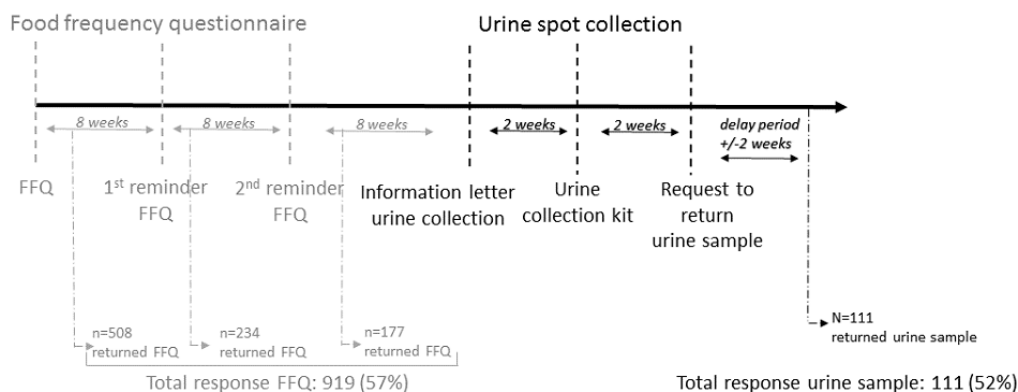 Food frequency questionnaire
Urine spot collection
8 weeks
8 weeks
8 weeks
2 weeks
2 weeks
delay period
+/-2 weeks
FFQ
1st reminder
FFQ
2nd reminder
FFQ
Information letter
urine collection
Urine
collection kit
Request to
return
urine sample
n=508
returned FFQ
n=234
returned FFQ
n=177
returned FFQ
N=111
returned urine sample
Total response FFQ: 919 (57%)
Total response urine sample: 111 (52%)